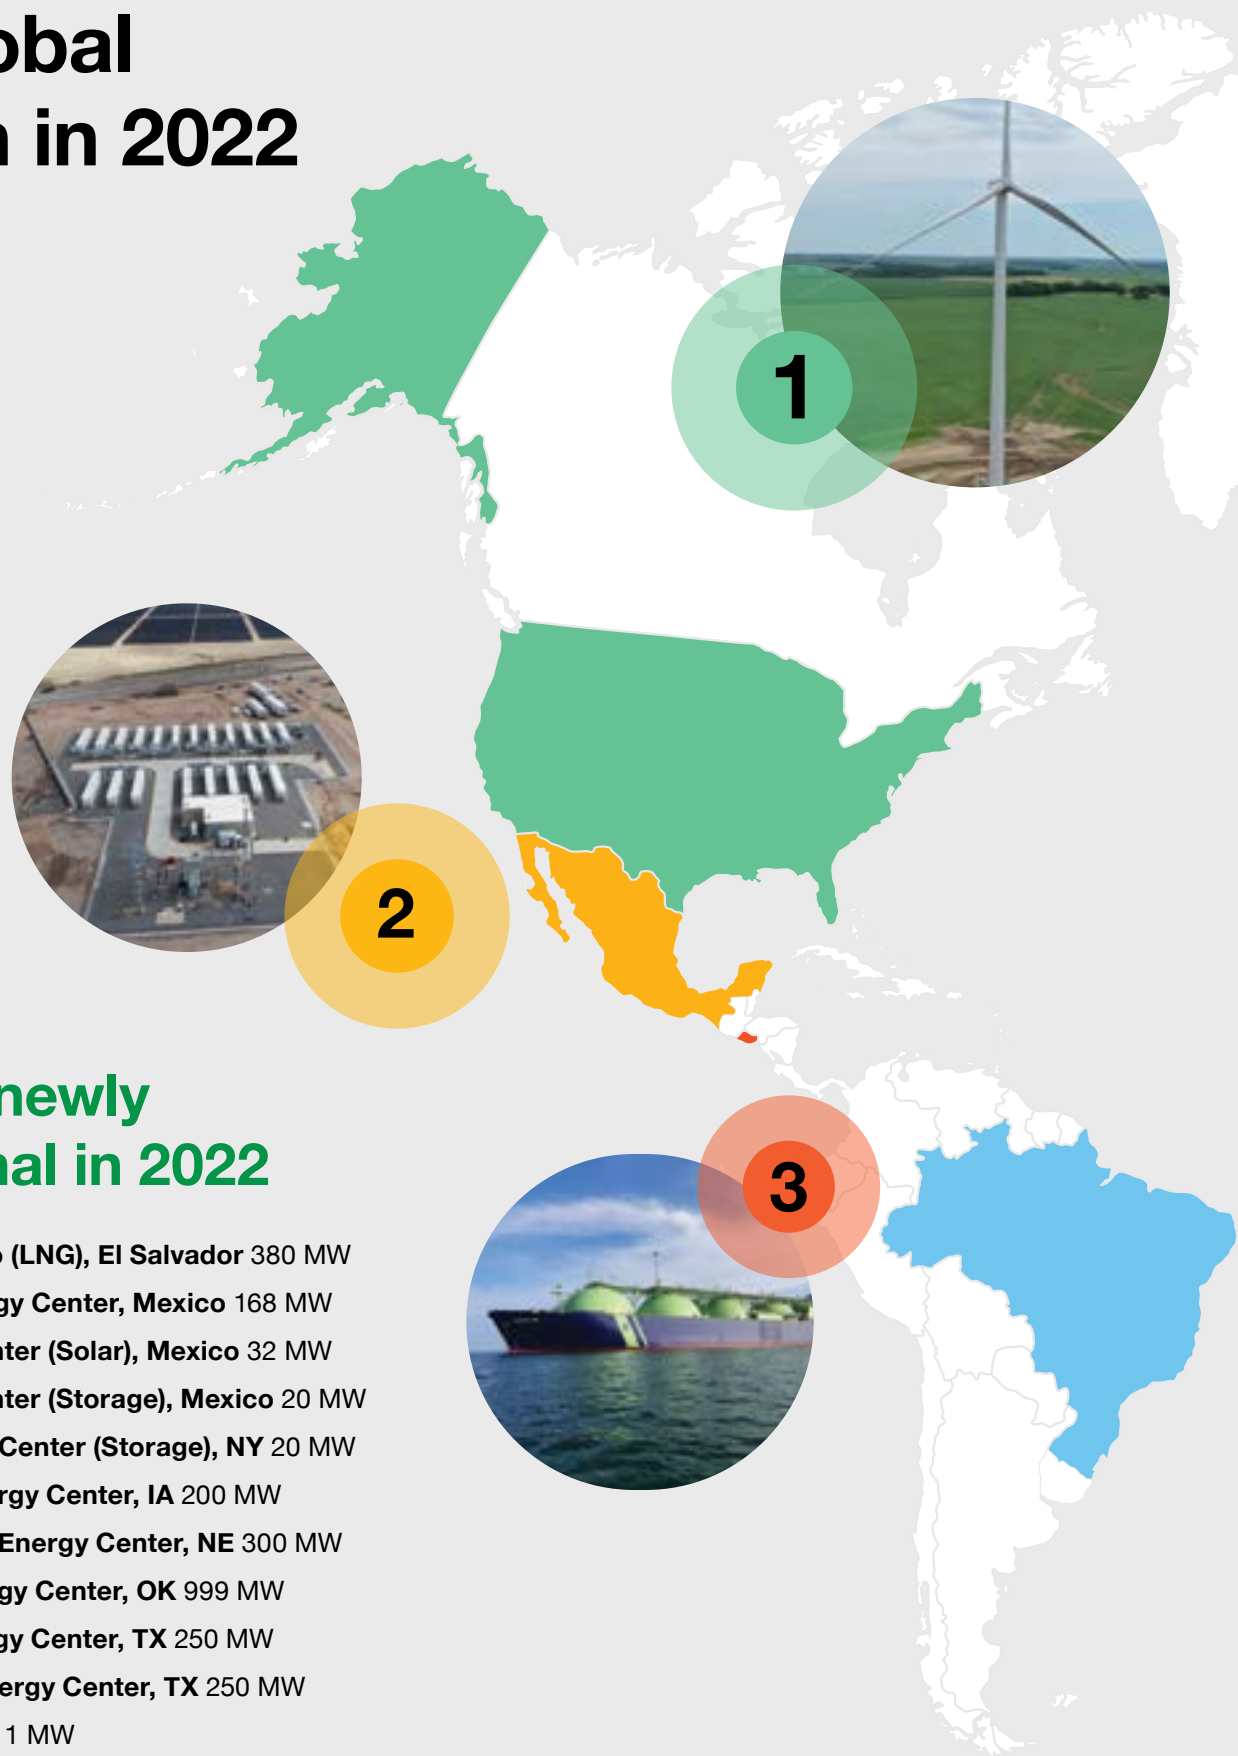 obal
n in 2022
1
2
newly
nal in 2022
3
o (LNG), El Salvador 380 MW
gy Center, Mexico 168 MW
nter (Solar), Mexico 32 MW
nter (Storage), Mexico 20 MW
Center (Storage), NY 20 MW
rgy Center, IA 200 MW
Energy Center, NE 300 MW
gy Center, OK 999 MW
gy Center, TX 250 MW
ergy Center, TX 250 MW
1 MW